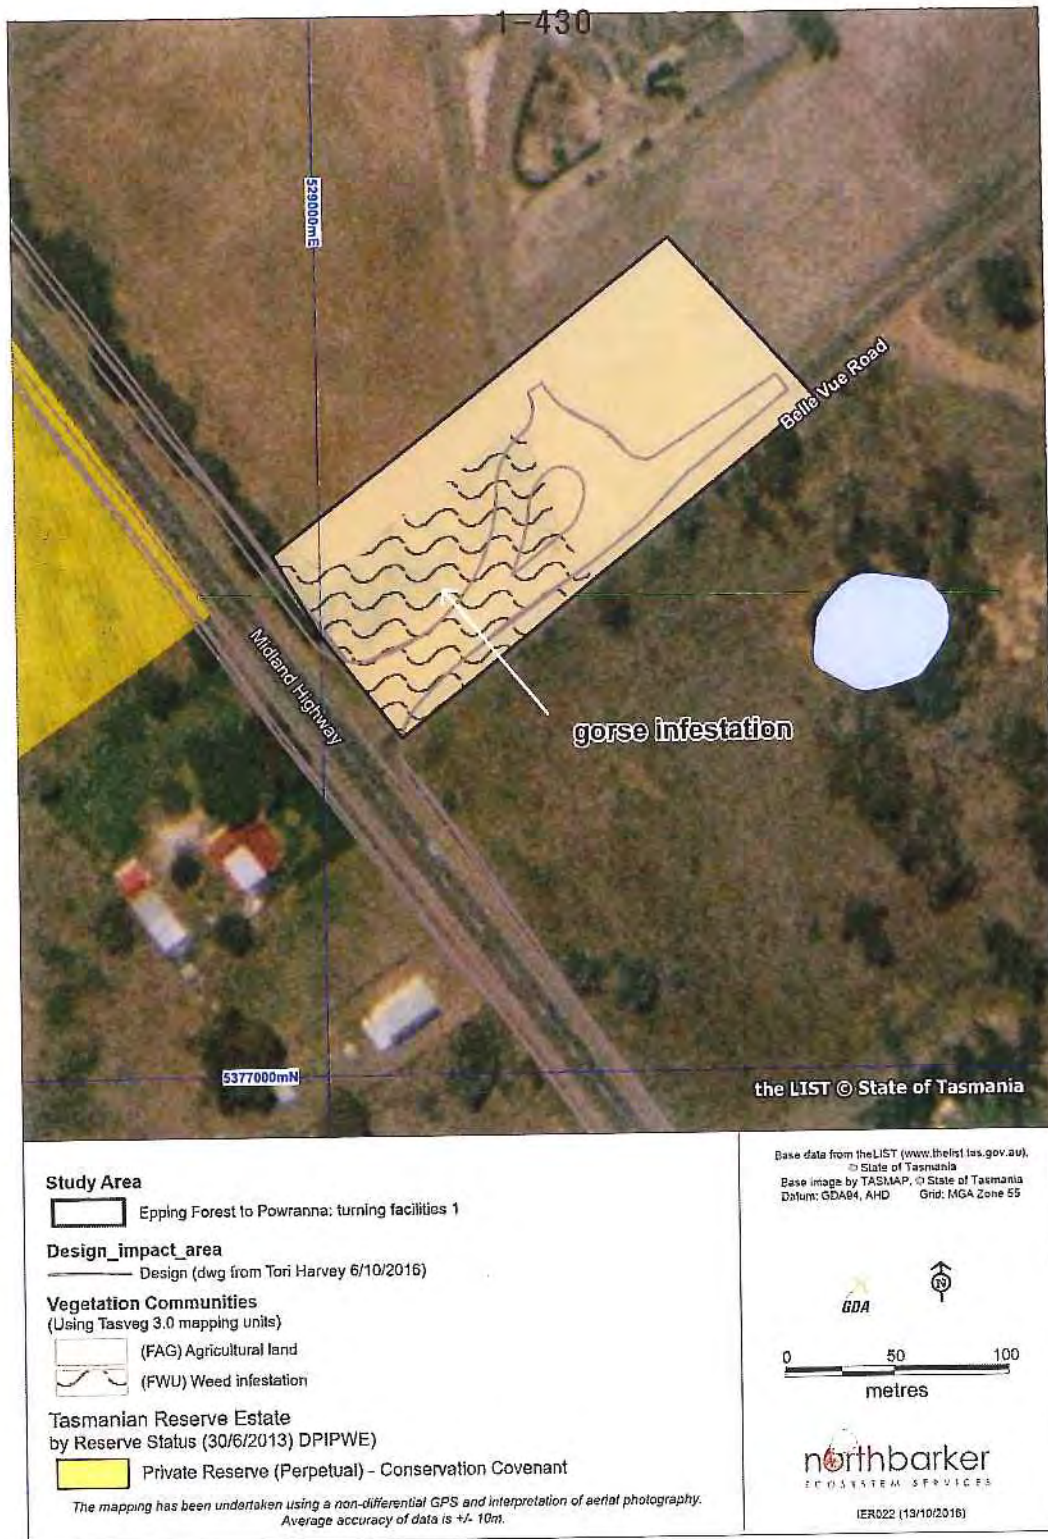 1-430
529000mE
Belle Vue Road
Midland Highway
gorse infestation
5377000mN
the LIST © State of Tasmania
Study Area
Epping Forest to Powranna: turning facilities 1
Design_impact_area
Design (dwg from Tori Harvey 6/10/2016)
Vegetation Communities
(Using Tasveg 3.0 mapping units)
(FAG) Agricultural land
(FWU) Weed infestation
Tasmanian Reserve Estate
by Reserve Status (30/6/2013) DPIPWE)
Private Reserve (Perpetual) - Conservation Covenant
The mapping has been undertaken using a non-differential GPS and interpretation of aerial photography.
Average accuracy of data is +/- 10m.
Base data from theLIST (www.thelist.tas.gov.au),
© State of Tasmania
Base image by TASMAP, © State of Tasmania
Datum: GDA94, AHD Grid: MGA Zone 55
GDA
N
0 50 100
metres
northbarker
ECOSYSTEM SERVICES
IER022 (13/10/2016)